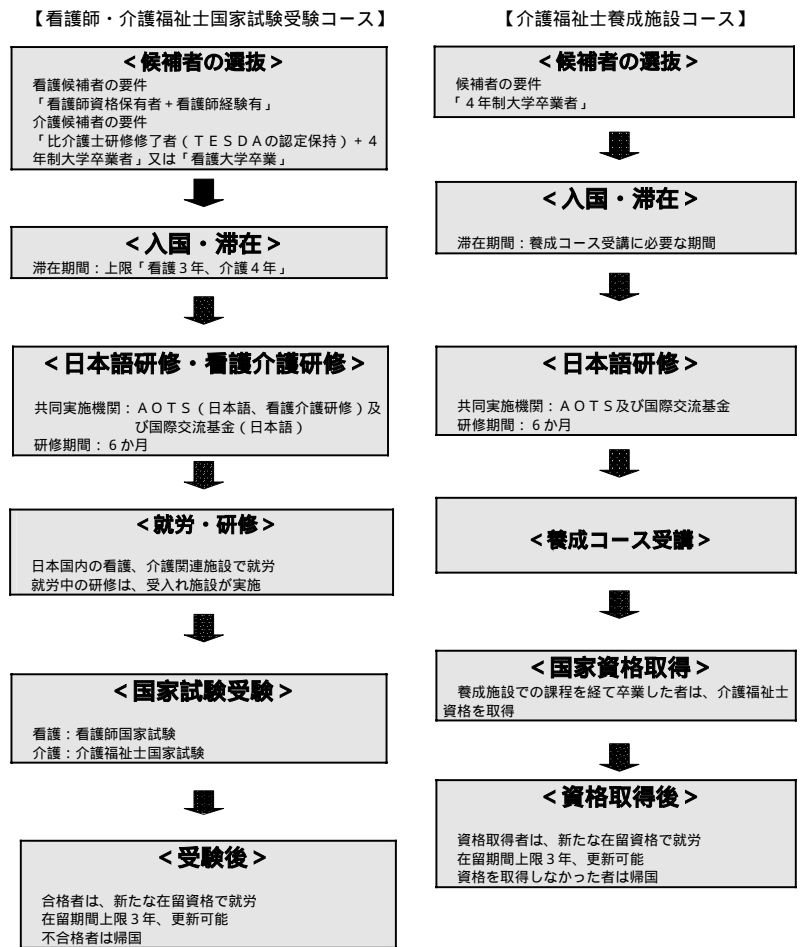 【看護師・介護福祉士国家試験受験コース】
＜候補者の選抜＞
看護候補者の要件
「看護師資格保有者+看護師経験有」
介護候補者の要件
「比介護士研修修了者（ＴＥＳＤＡの認定保持）+４
年制大学卒業者」又は「看護大学卒業」
＜入国・滞在＞
滞在期間：上限「看護３年、介護４年」
＜日本語研修・看護介護研修＞
共同実施機関：ＡＯＴＳ（日本語、看護介護研修）及
び国際交流基金（日本語）
研修期間：６か月
＜就労・研修＞
日本国内の看護、介護関連施設で就労
就労中の研修は、受入れ施設が実施
＜国家試験受験＞
看護：看護師国家試験
介護：介護福祉士国家試験
＜受験後＞
合格者は、新たな在留資格で就労
在留期間上限３年、更新可能
不合格者は帰国
【介護福祉士養成施設コース】
＜候補者の選抜＞
候補者の要件
「４年制大学卒業者」
＜入国・滞在＞
滞在期間：養成コース受講に必要な期間
＜日本語研修＞
共同実施機関：ＡＯＴＳ及び国際交流基金
研修期間：６か月
＜養成コース受講＞
＜国家資格取得＞
養成施設での課程を経て卒業した者は、介護福祉士
資格を取得
＜資格取得後＞
資格取得者は、新たな在留資格で就労
在留期間上限３年、更新可能
資格を取得しなかった者は帰国